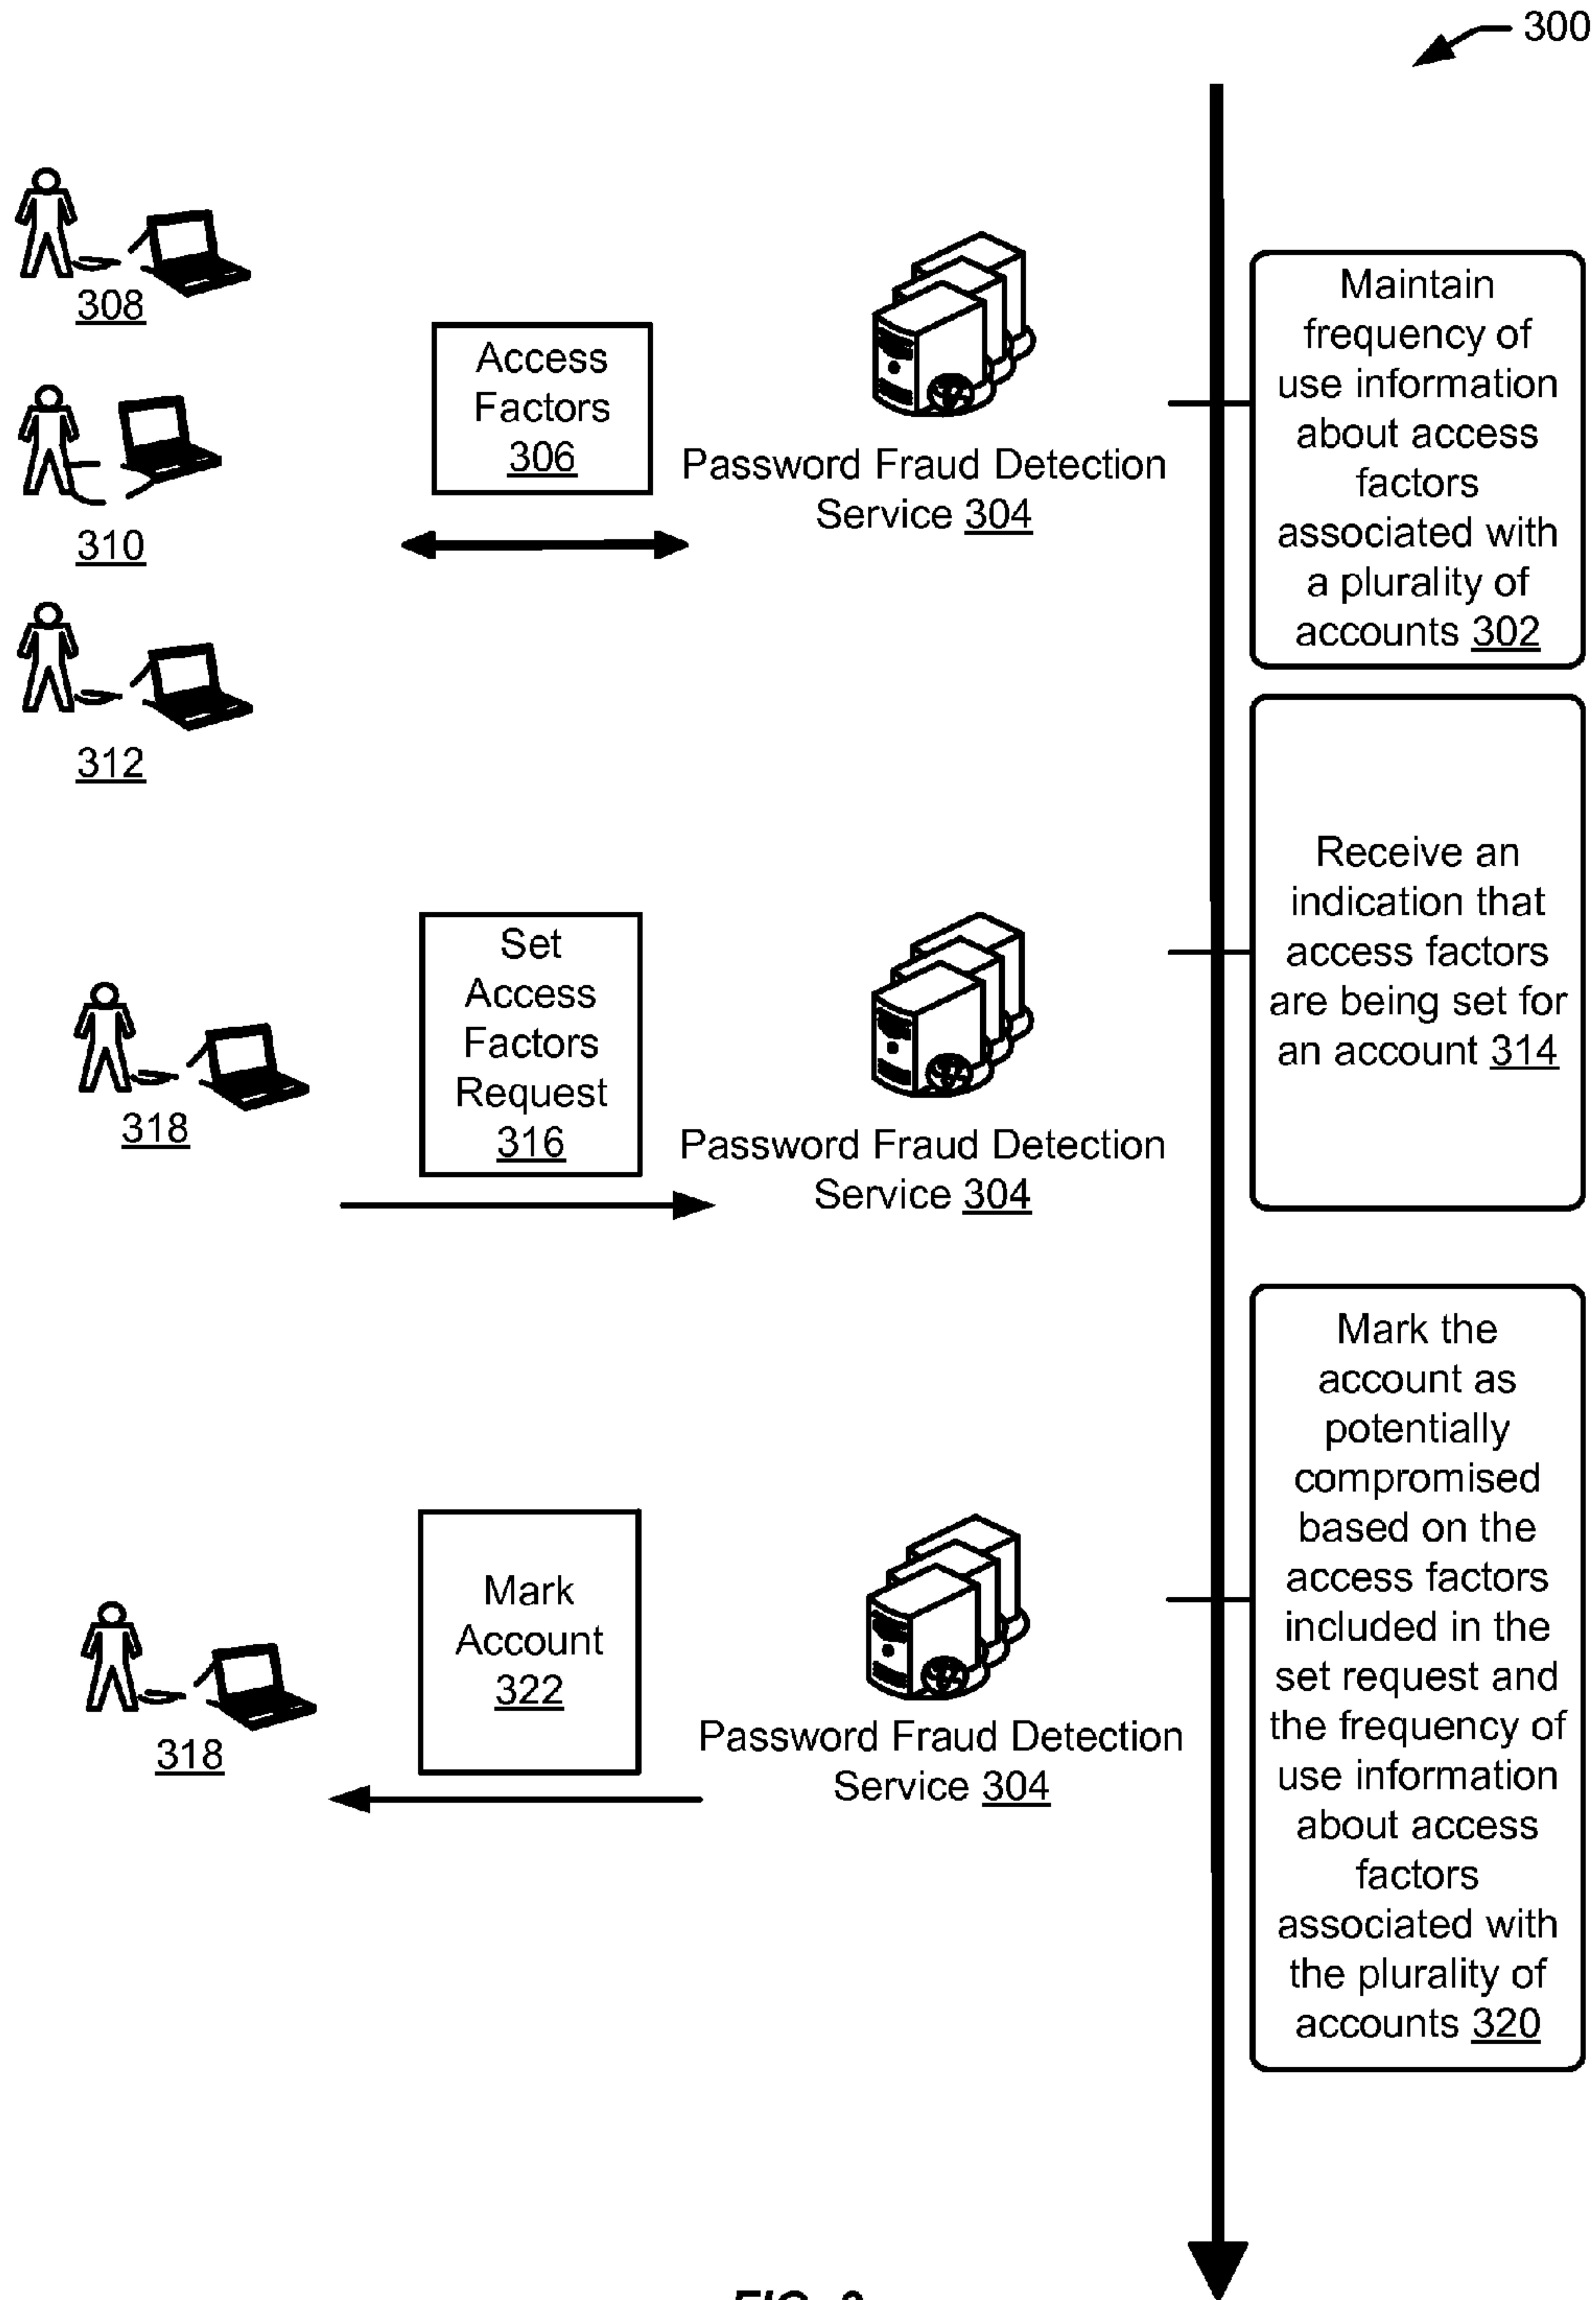 300
308
310
312
Access
Factors
306
Password Fraud Detection
Service 304
Maintain
frequency of
use information
about access
factors
associated with
a plurality of
accounts 302
318
Set
Access
Factors
Request
316
Password Fraud Detection
Service 304
Receive an
indication that
access factors
are being set for
an account 314
318
Mark
Account
322
Password Fraud Detection
Service 304
Mark the
account as
potentially
compromised
based on the
access factors
included in the
set request and
the frequency of
use information
about access
factors
associated with
the plurality of
accounts 320